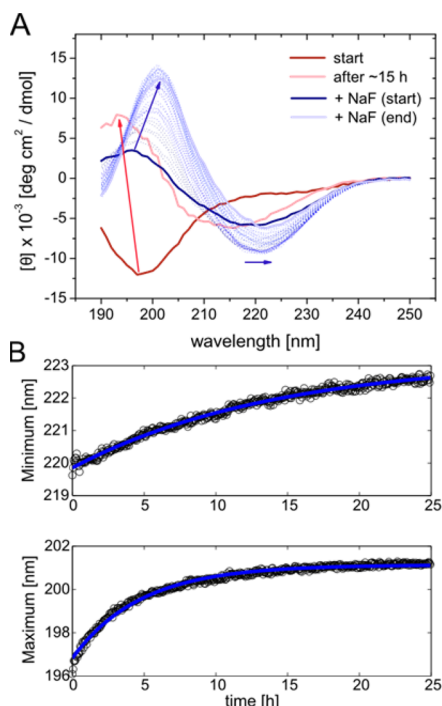 A
15
10
5
0
-5
-10
-15
[θ] x 10⁻³ [deg cm² / dmol]
start
after ~15 h
+ NaF (start)
+ NaF (end)
190 200 210 220 230 240 250
wavelength [nm]
B
223
222
221
220
219
Minimum [nm]
0 5 10 15 20 25
202
200
198
196
Maximum [nm]
0 5 10 15 20 25
time [h]